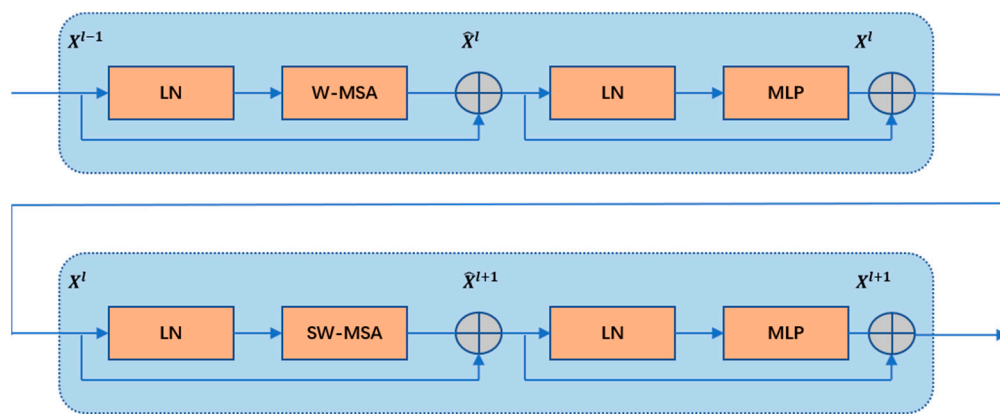 X^{l-1} X̂^l X^l
LN W-MSA LN MLP
X^l X̂^{l+1} X^{l+1}
LN SW-MSA LN MLP